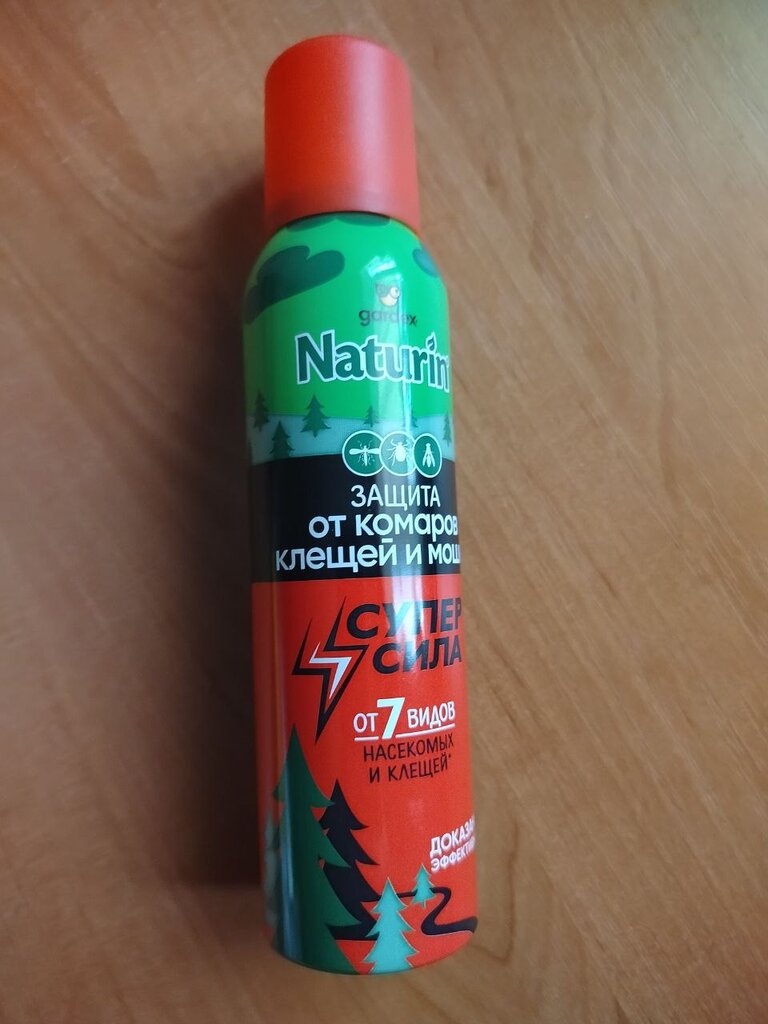 gardex
Naturin
ЗАЩИТА
от комаров
клещей и
СУПЕР
СИЛА
от 7 видов
НАСЕКОМЫХ
И КЛЕЩЕЙ*